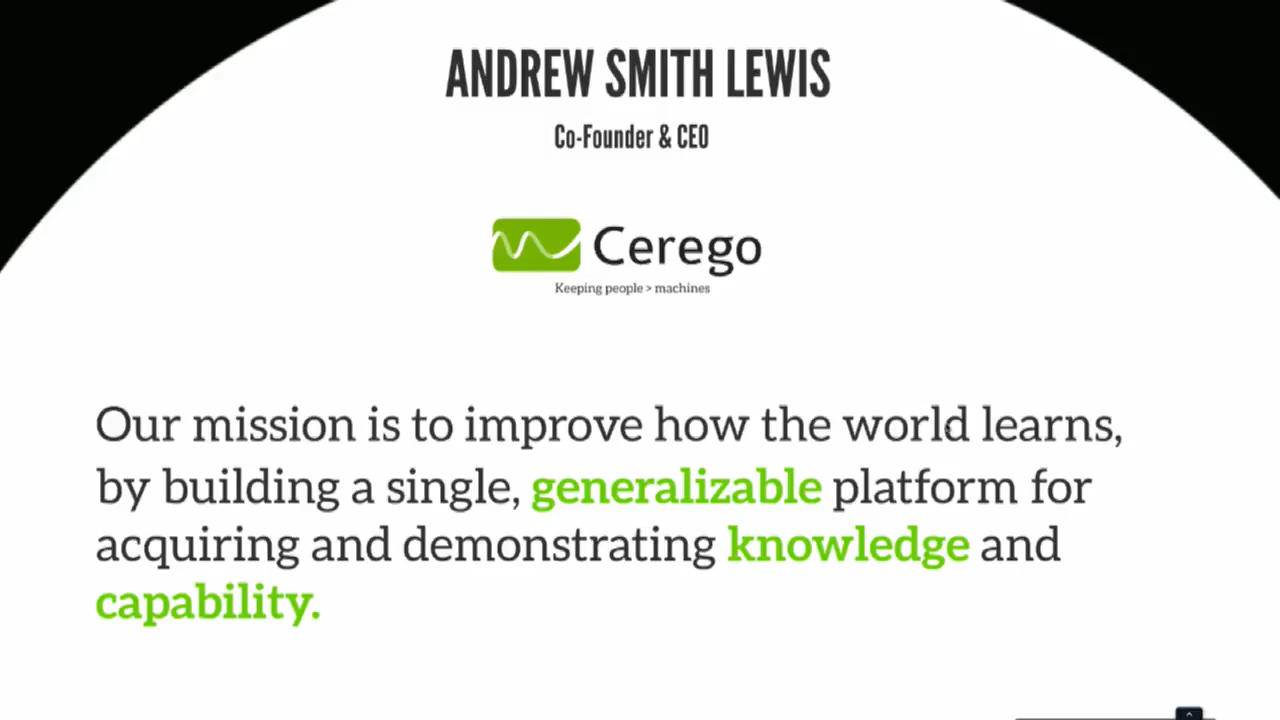 ANDREW SMITH LEWIS
Co-Founder & CEO
Cerego
Keeping people > machines
Our mission is to improve how the world learns,
by building a single, generalizable platform for
acquiring and demonstrating knowledge and
capability.